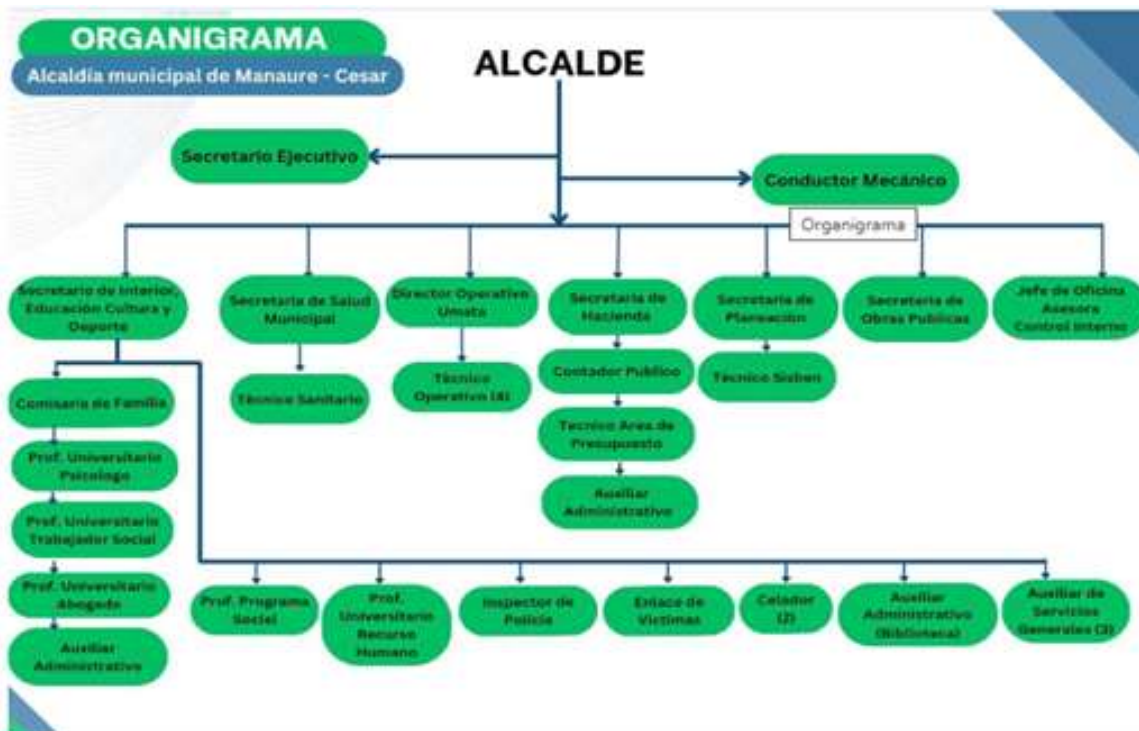 ORGANIGRAMA
Alcaldía municipal de Manaure - Cesar
ALCALDE
Secretario Ejecutivo
Conductor Mecánico
Organigrama
Secretario de Interior,
Educación Cultura y
Deporte
Secretaria de Salud
Municipal
Director Operativo
Umata
Secretaria de
Hacienda
Secretaria de
Planeación
Secretaria de
Obras Publicas
Jefe de Oficina
Asesora
Control Interno
Comisaria de Familia
Técnico Sanitario
Técnico
Operativo (4)
Contador Publico
Técnico Sisben
Tecnico Area de
Presupuesto
Auxiliar
Administrativo
Prof. Universitario
Psicologo
Prof. Universitario
Trabajador Social
Prof. Universitario
Abogado
Auxiliar
Administrativo
Prof. Programa
Social
Prof.
Universitario
Recurso
Humano
Inspector de
Policia
Enlace de
Victimas
Celador
(2)
Auxiliar
Administrativo
(Biblioteca)
Auxiliar de
Servicios
Generales (3)